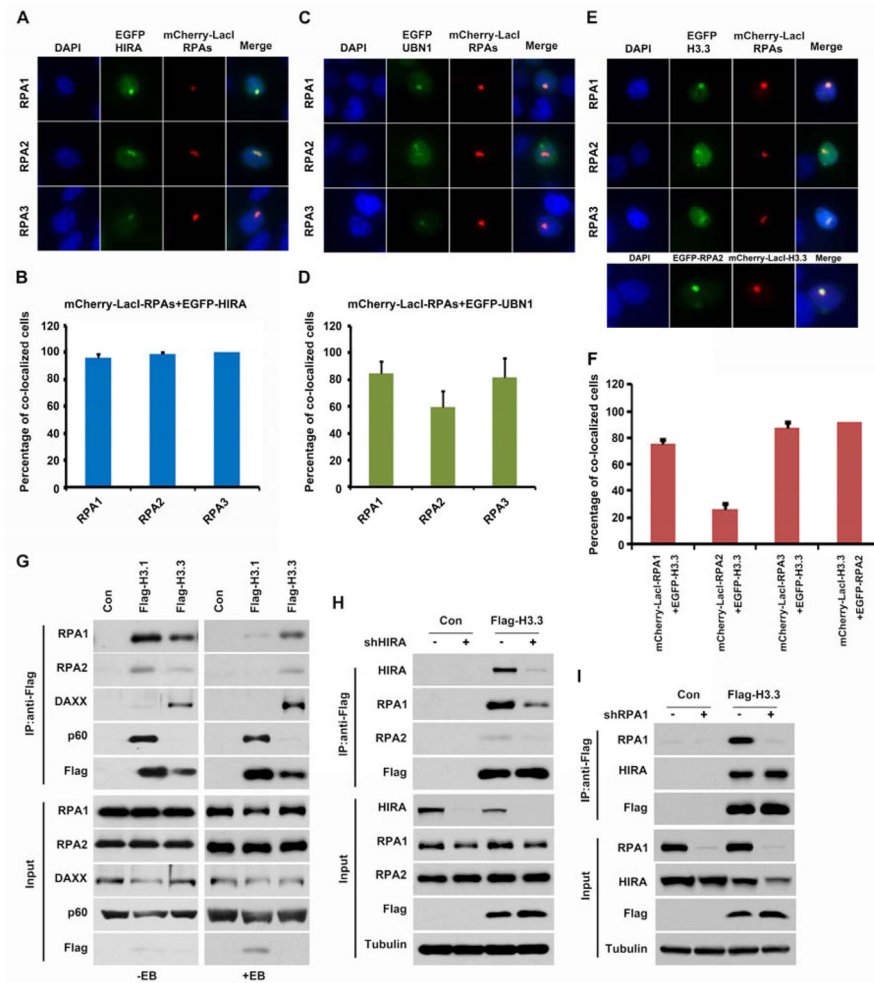 A
EGFP mCherry-LacI
DAPI HIRA RPAs Merge
RPA1
RPA2
RPA3
B
mCherry-LacI-RPAs+EGFP-HIRA
Percentage of co-localized cells
120
100
80
60
40
20
0
RPA1 RPA2 RPA3
C
EGFP mCherry-LacI
DAPI UBN1 RPAs Merge
RPA1
RPA2
RPA3
D
mCherry-LacI-RPAs+EGFP-UBN1
Percentage of co-localized cells
120
100
80
60
40
20
0
RPA1 RPA2 RPA3
E
EGFP mCherry-LacI
DAPI H3.3 RPAs Merge
RPA1
RPA2
RPA3
DAPI EGFP-RPA2 mCherry-LacI-H3.3 Merge
F
Percentage of co-localized cells
120
100
80
60
40
20
0
mCherry-LacI-RPA1
+EGFP-H3.3
mCherry-LacI-RPA2
+EGFP-H3.3
mCherry-LacI-RPA3
+EGFP-H3.3
mCherry-LacI-H3.3
+EGFP-RPA2
G
Con Flag-H3.1 Flag-H3.3 Con Flag-H3.1 Flag-H3.3
IP:anti-Flag
RPA1
RPA2
DAXX
p60
Flag
Input
RPA1
RPA2
DAXX
p60
Flag
-EB +EB
H
Con Flag-H3.3
shHIRA - + - +
IP:anti-Flag
HIRA
RPA1
RPA2
Flag
Input
HIRA
RPA1
RPA2
Flag
Tubulin
I
Con Flag-H3.3
shRPA1 - + - +
IP:anti-Flag
RPA1
HIRA
Flag
Input
RPA1
HIRA
Flag
Tubulin